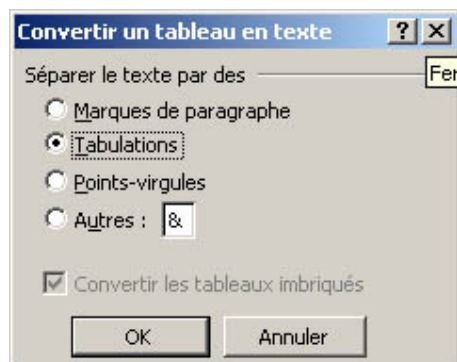 Convertir un tableau en texte
Séparer le texte par des
Marques de paragraphe
Tabulations
Points-virgules
Autres : &
Convertir les tableaux imbriqués
OK Annuler